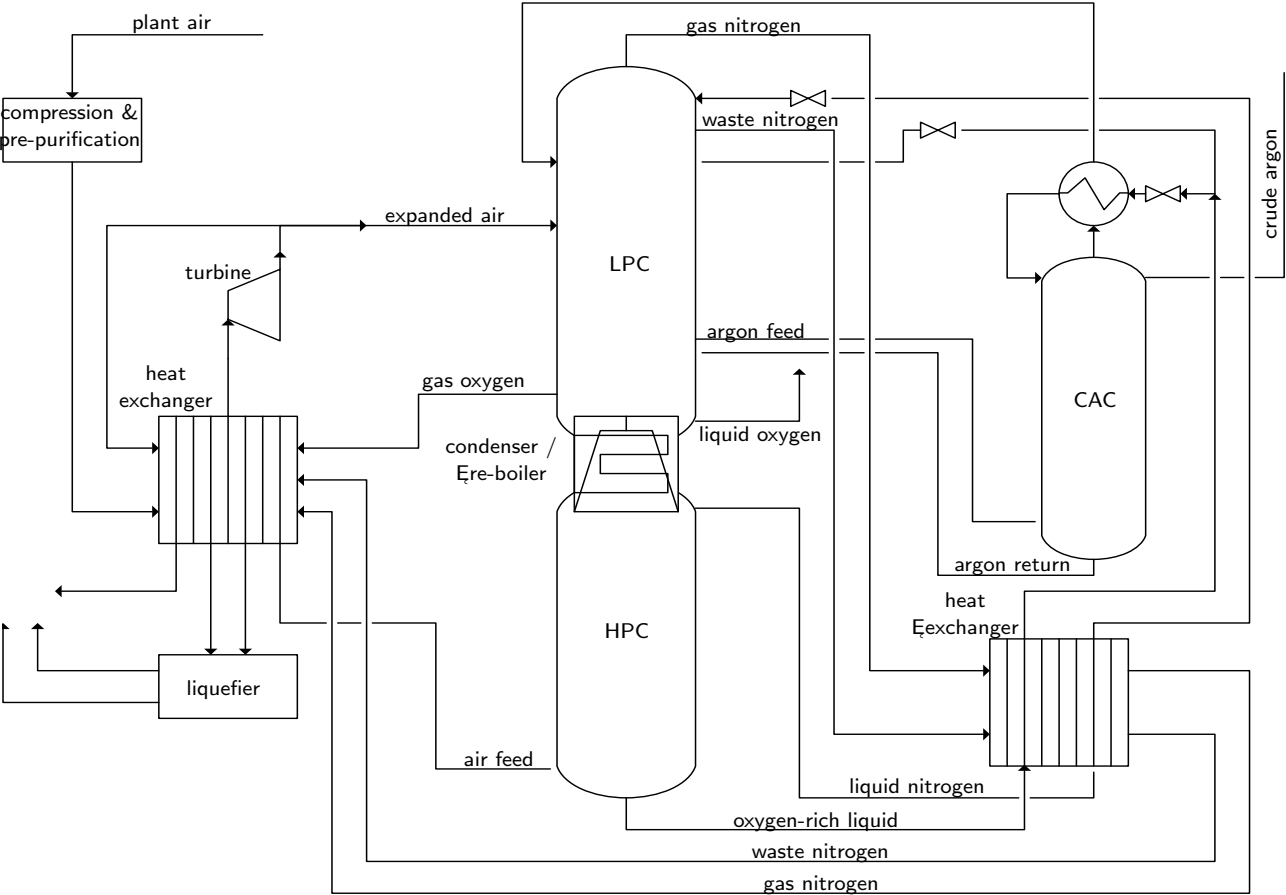 plant air
gas nitrogen
compression &
pre-purification
waste nitrogen
crude argon
expanded air
LPC
turbine
argon feed
heat
exchanger
gas oxygen
CAC
condenser /
Ęre-boiler
liquid oxygen
argon return
heat
Ęexchanger
HPC
liquefier
air feed
liquid nitrogen
oxygen-rich liquid
waste nitrogen
gas nitrogen